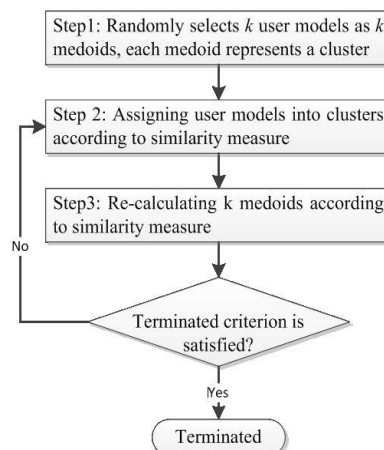 Step1: Randomly selects k user models as k
medoids, each medoid represents a cluster
Step 2: Assigning user models into clusters
according to similarity measure
Step3: Re-calculating k medoids according
to similarity measure
No
Terminated criterion is
satisfied?
Yes
Terminated